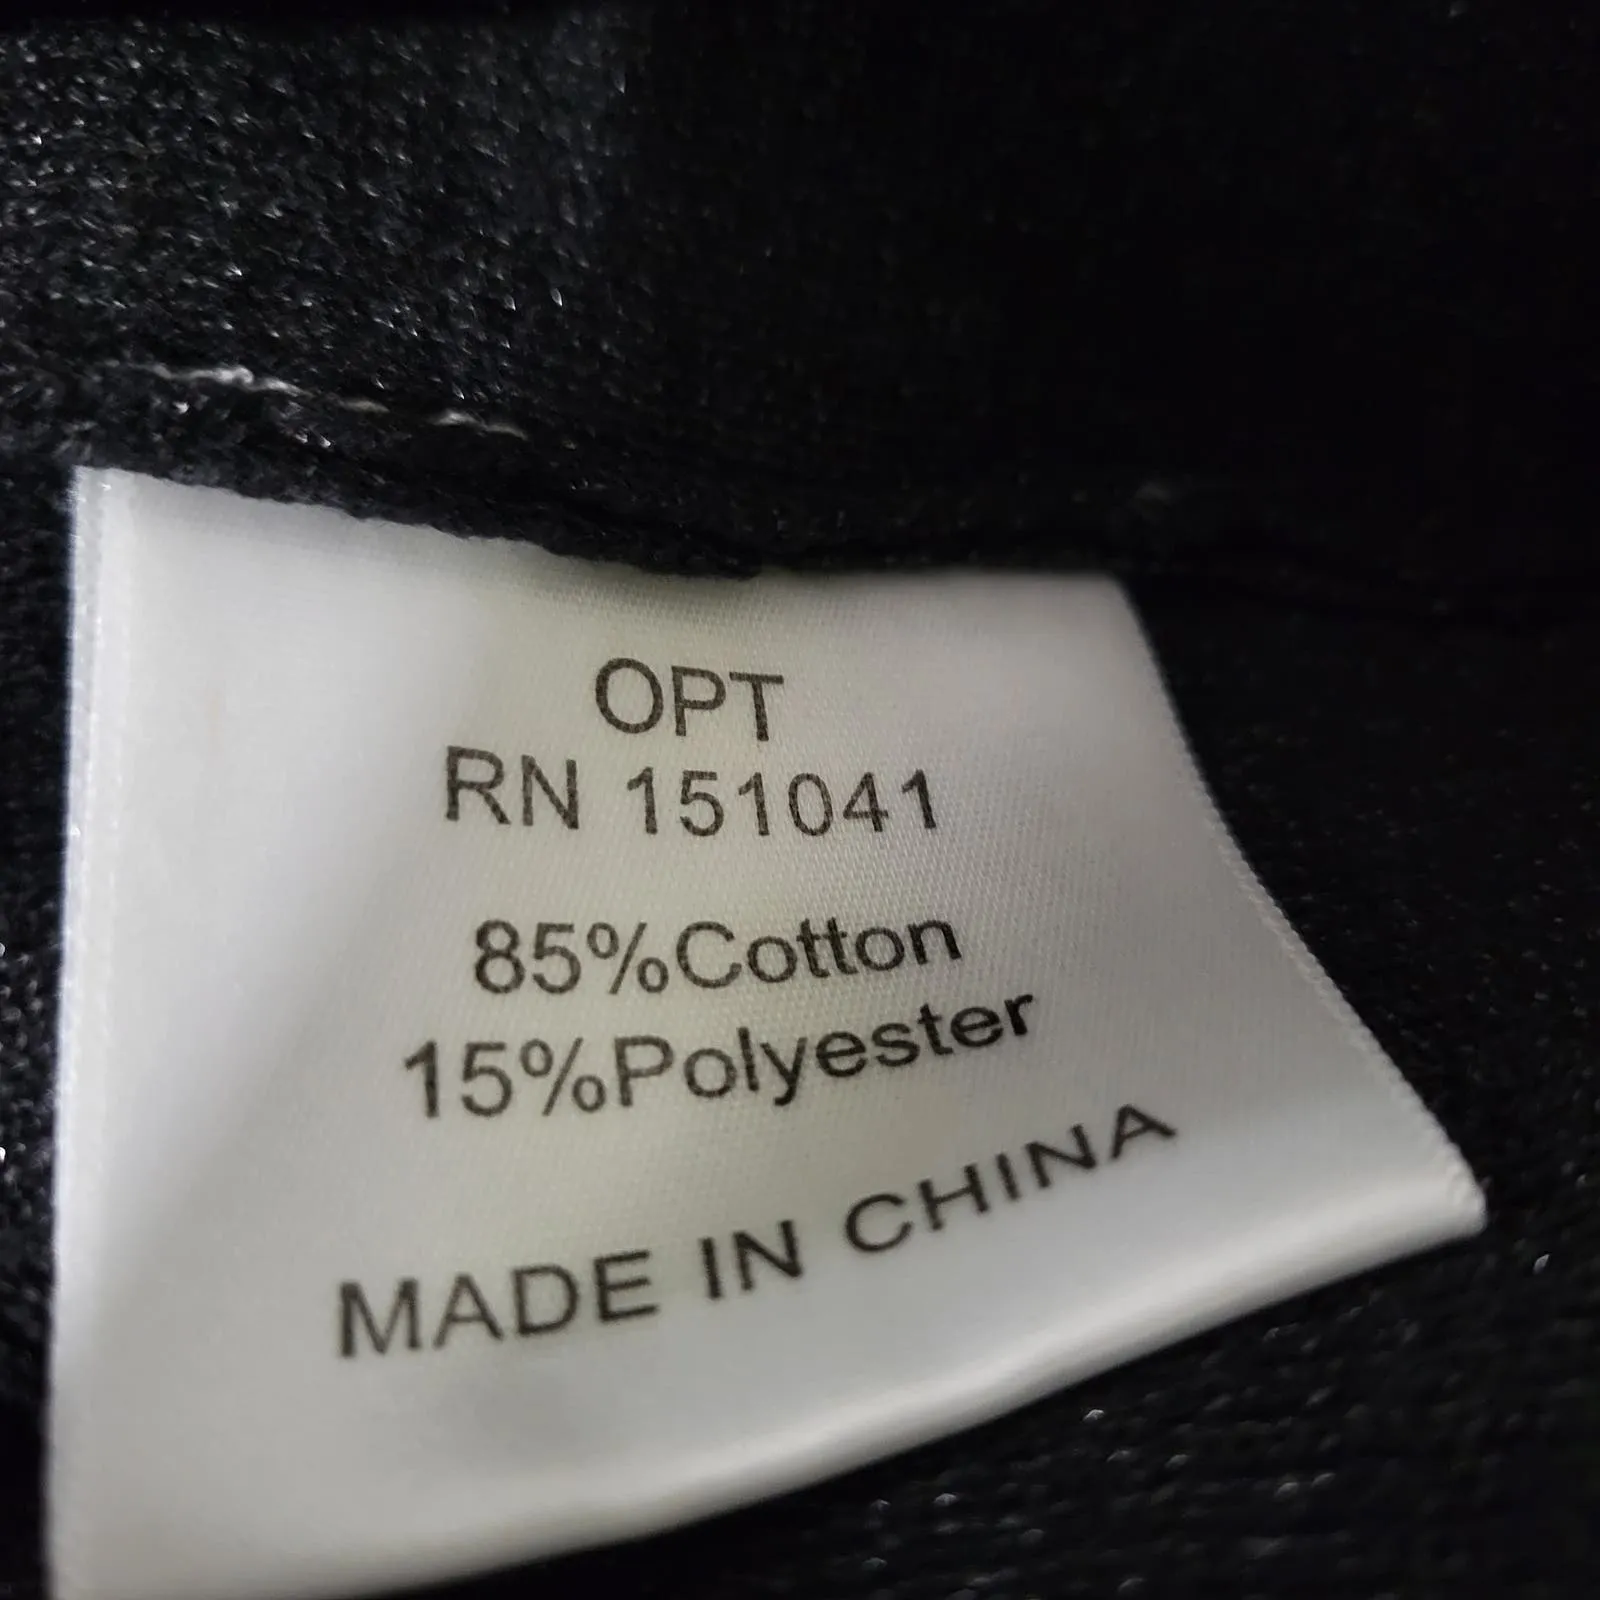 OPT
RN 151041
85%Cotton
15%Polyester
MADE IN CHINA